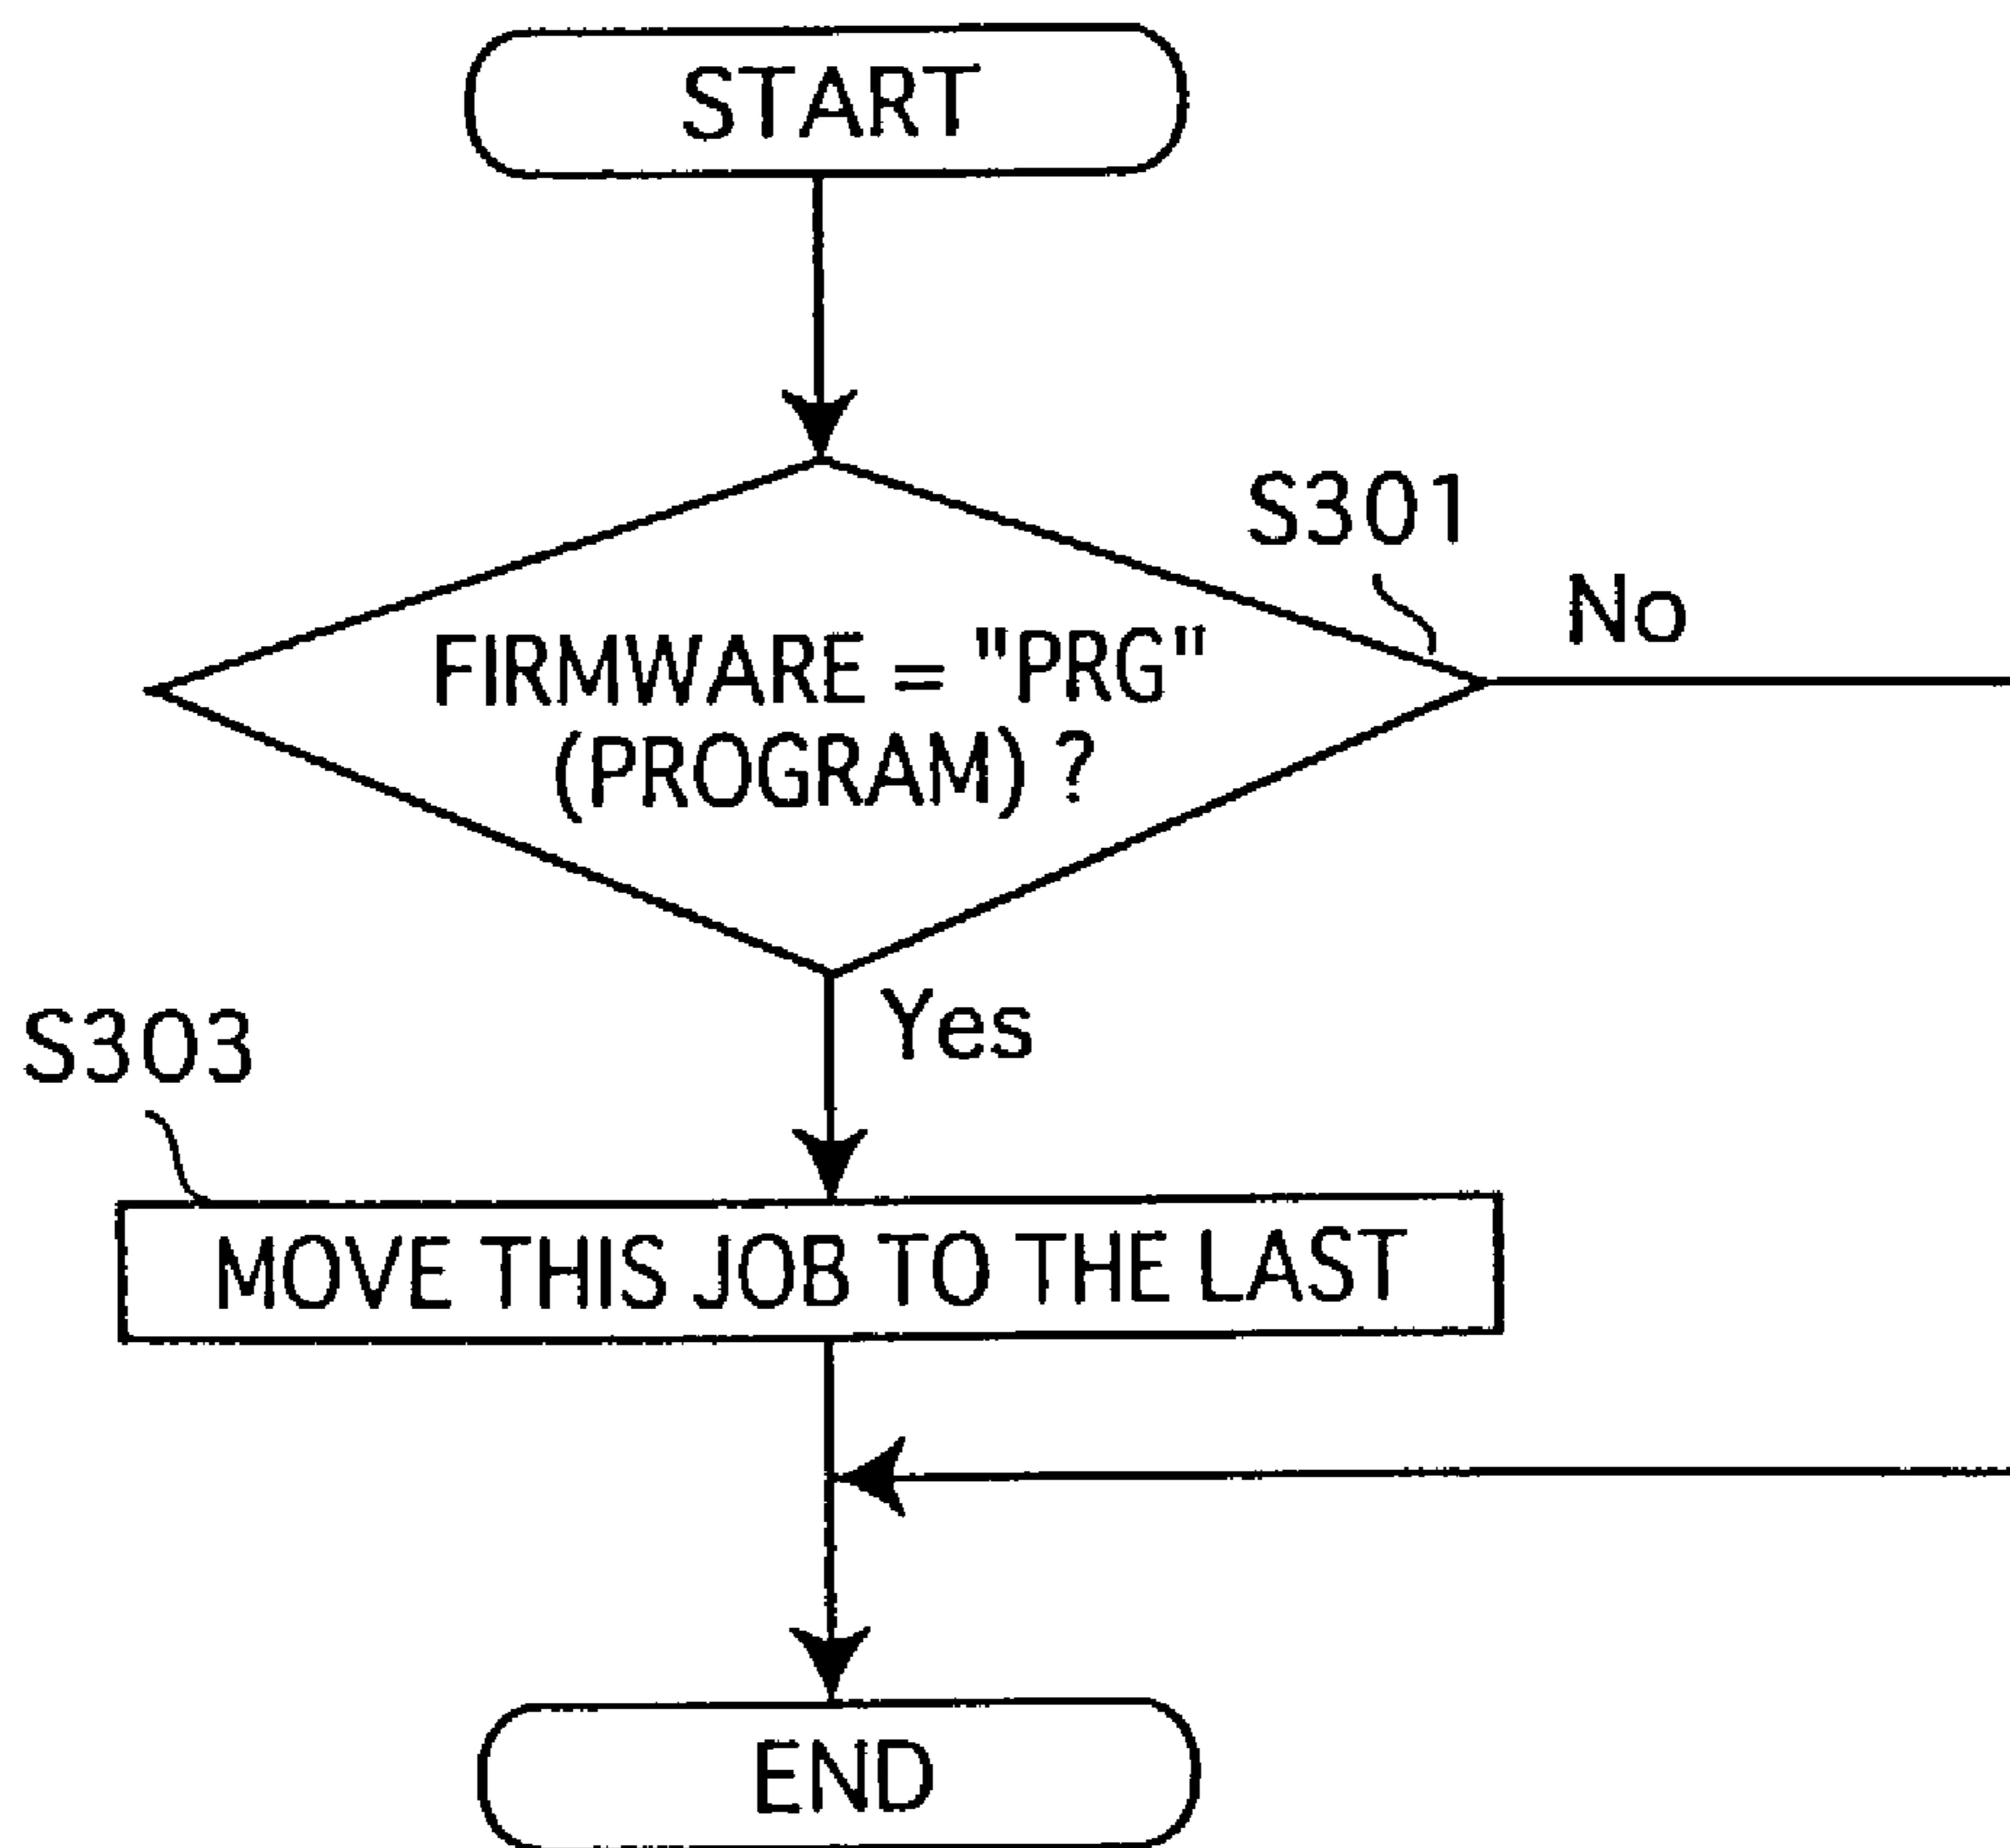 START
S301
No
FIRMWARE = "PRG"
(PROGRAM) ?
Yes
S303
MOVE THIS JOB TO THE LAST
END